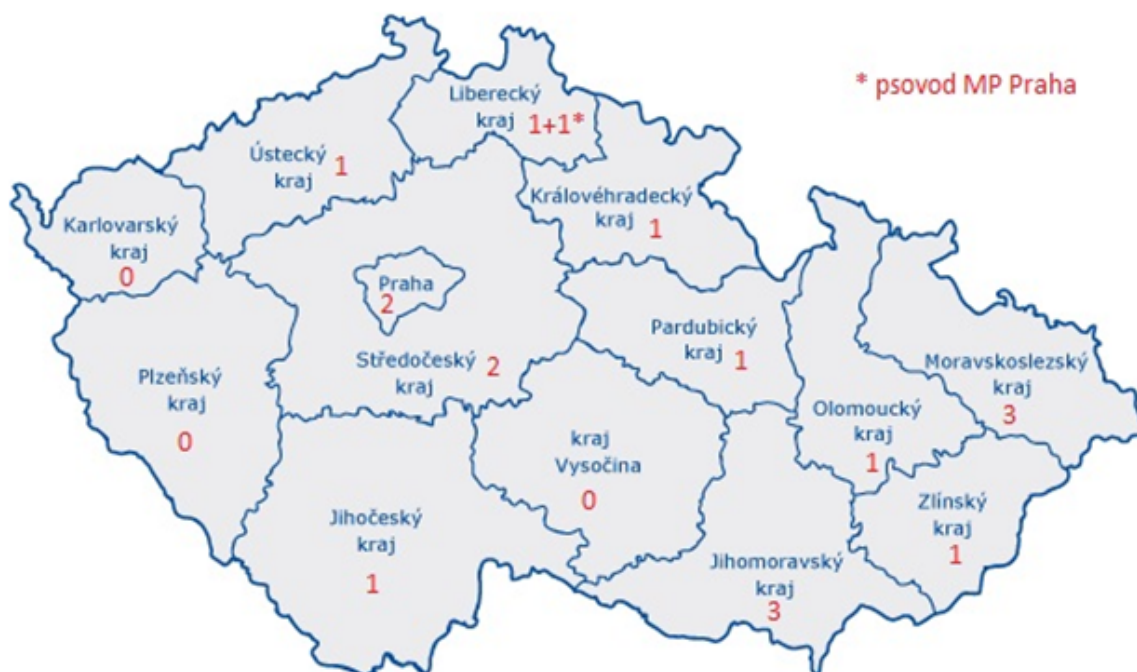 * psovod MP Praha
Liberecký
kraj 1+1*
Ústecký
kraj 1
Královéhradecký
kraj 1
Karlovarský
kraj
0
Praha
2
Pardubický
kraj 1
Středočeský 2
kraj
Moravskoslezský
kraj
3
Plzeňský
kraj
0
Olomoucký
kraj
1
kraj
Vysočina
0
Zlínský
kraj
1
Jihočeský
kraj
1
Jihomoravský
kraj
3